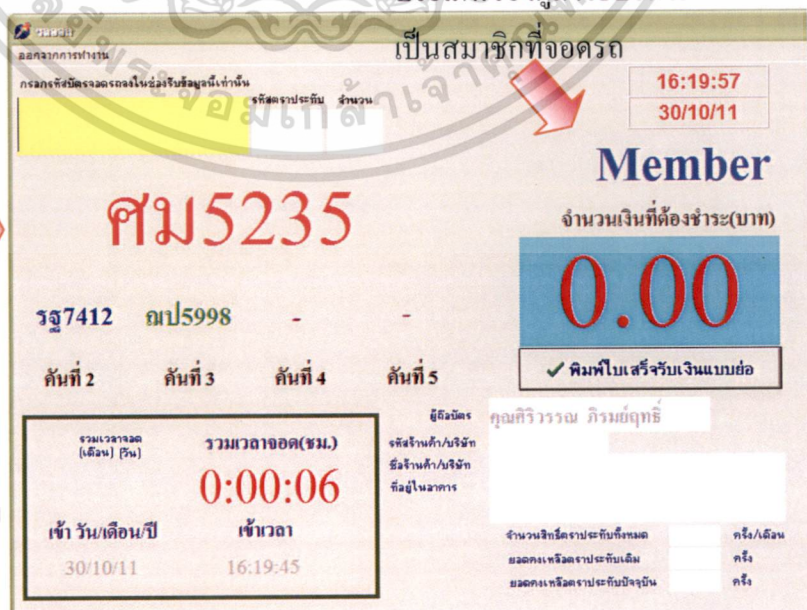 เป็นสมาชิกที่จอดรถ
ออกจากการทำงาน
กรอกรหัสบัตรจอดรถลงในช่องรับข้อมูลนี้เท่านั้น
รหัสตราประทับ จำนวน
16:19:57
30/10/11
Member
ศม5235
จำนวนเงินที่ต้องชำระ(บาท)
0.00
รฐ7412 ฌป5998 - -
คันที่ 2 คันที่ 3 คันที่ 4 คันที่ 5
พิมพ์ใบเสร็จรับเงินแบบย่อ
ผู้ถือบัตร คุณศิริวรรณ ภิรมย์ฤทธิ์
รวมเวลาจอด
(เดือน) (วัน)
รวมเวลาจอด(ชม.)
0:00:06
รหัสร้านค้า/บริษัท
ชื่อร้านค้า/บริษัท
ที่อยู่ในอาคาร
เข้า วัน/เดือน/ปี เข้าเวลา
30/10/11 16:19:45
จำนวนสิทธิ์ตราประทับทั้งหมด ครั้ง/เดือน
ยอดคงเหลือตราประทับเดิม ครั้ง
ยอดคงเหลือตราประทับปัจจุบัน ครั้ง